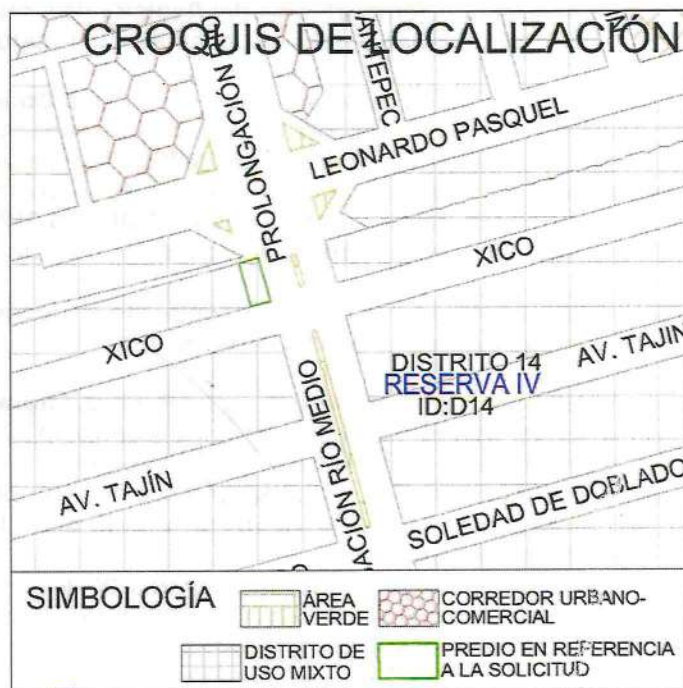 CROQUIS DE LOCALIZACIÓN
PROLONGACIÓN
ANTEPEC
LEONARDO PASQUEL
XICO
XICO
DISTRITO 14
RESERVA IV
ID:D14
AV. TAJIN
AV. TAJÍN
ACIÓN RÍO MEDIO
SOLEDAD DE DOBLADO
SIMBOLOGÍA
ÁREA
VERDE
CORREDOR URBANO-
COMERCIAL
DISTRITO DE
USO MIXTO
PREDIO EN REFERENCIA
A LA SOLICITUD